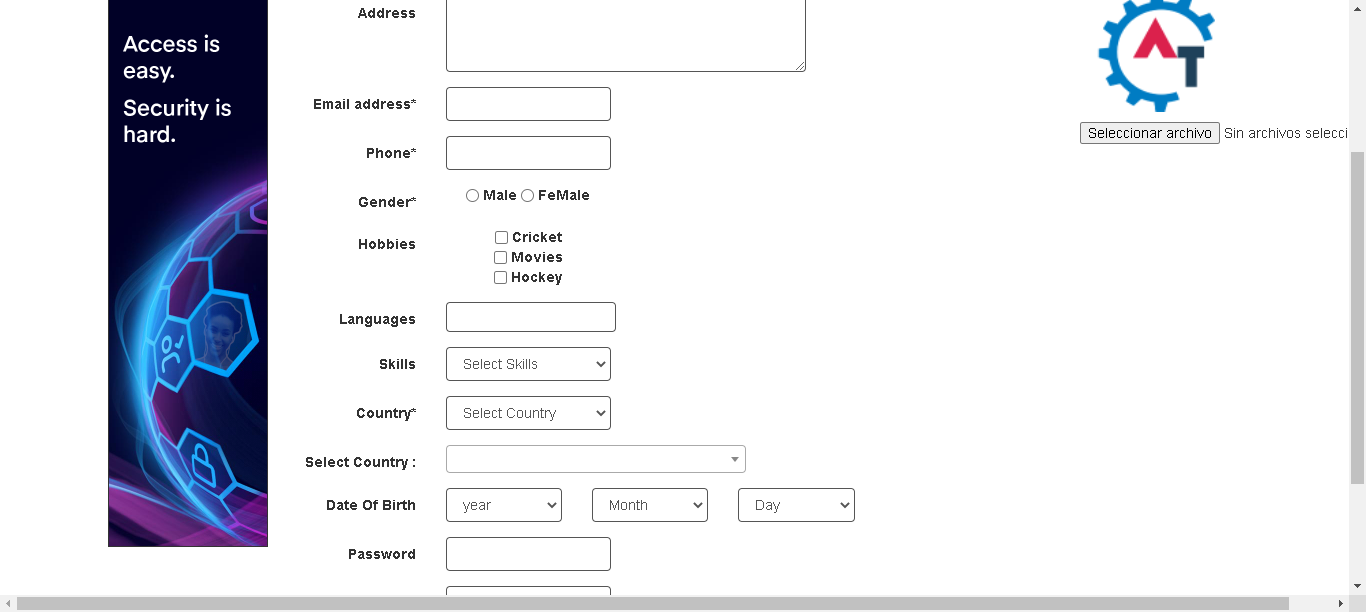 Access is
easy.
Security is
hard.
Address
AT
Seleccionar archivo Sin archivos selecci
Email address*
Phone*
Gender* Male FeMale
Hobbies Cricket
Movies
Hockey
Languages
Skills Select Skills
Country* Select Country
Select Country :
Date Of Birth year Month Day
Password